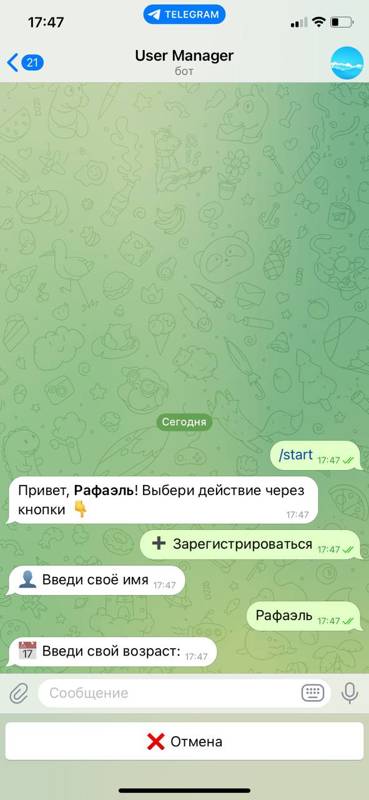 17:47
TELEGRAM
21
User Manager
бот
Сегодня
/start 17:47
Привет, Рафаэль! Выбери действие через
кнопки 👇 17:47
➕ Зарегистрироваться 17:47
👤 Введи своё имя 17:47
Рафаэль 17:47
📅 Введи свой возраст: 17:47
Сообщение
❌ Отмена